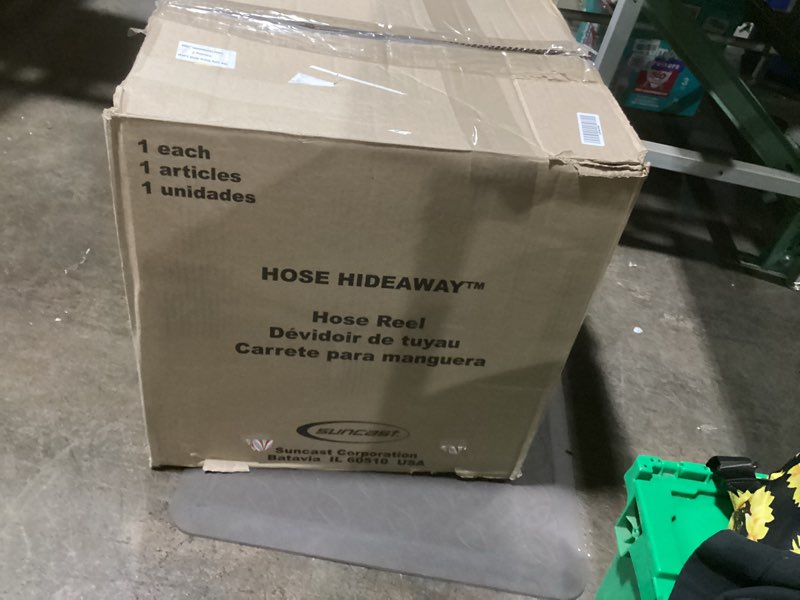 1 each
1 articles
1 unidades
HOSE HIDEAWAY™
Hose Reel
Dévidoir de tuyau
Carrete para manguera
SUNCAST
Suncast Corporation
Batavia IL 60510 USA